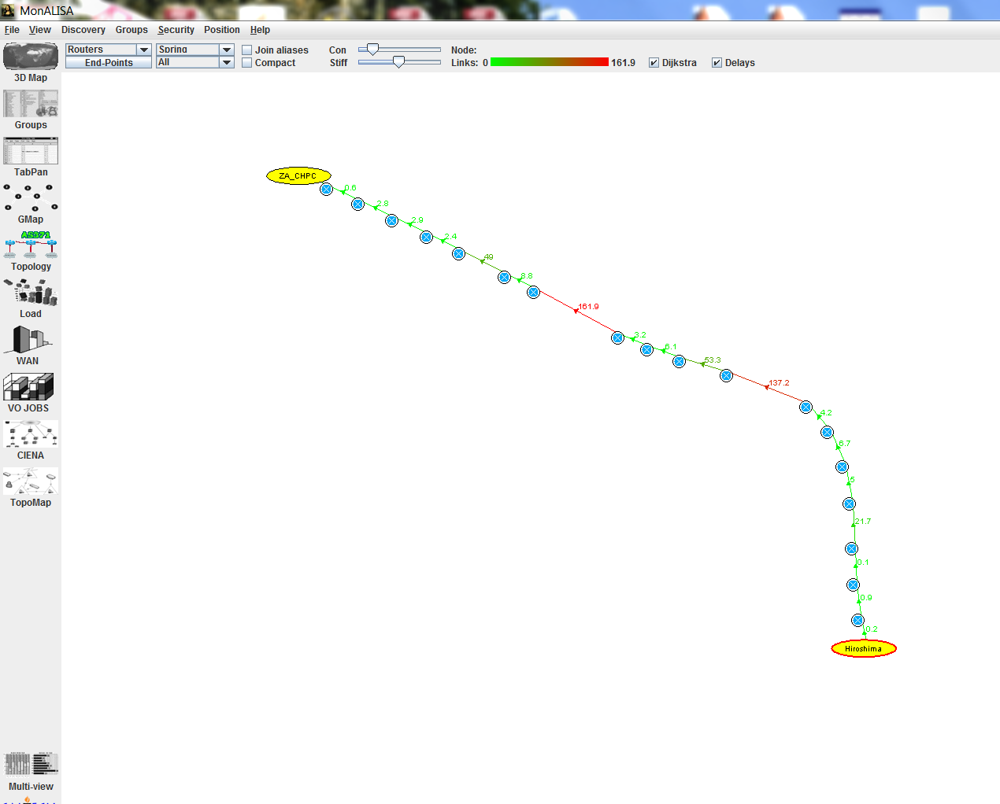 MonALISA
File View Discovery Groups Security Position Help
Routers Spring Join aliases Con Node:
End-Points All Compact Stiff Links: 0 161.9 Dijkstra Delays
3D Map
Groups
TabPan
GMap
AS371
Topology
Load
WAN
VO JOBS
CIENA
TopoMap
Multi-view
ZA_CHPC
0.6
2.8
2.9
2.4
49
8.8
161.9
3.2
6.1
53.3
137.2
4.2
6.7
5
21.7
0.1
0.9
0.2
Hiroshima